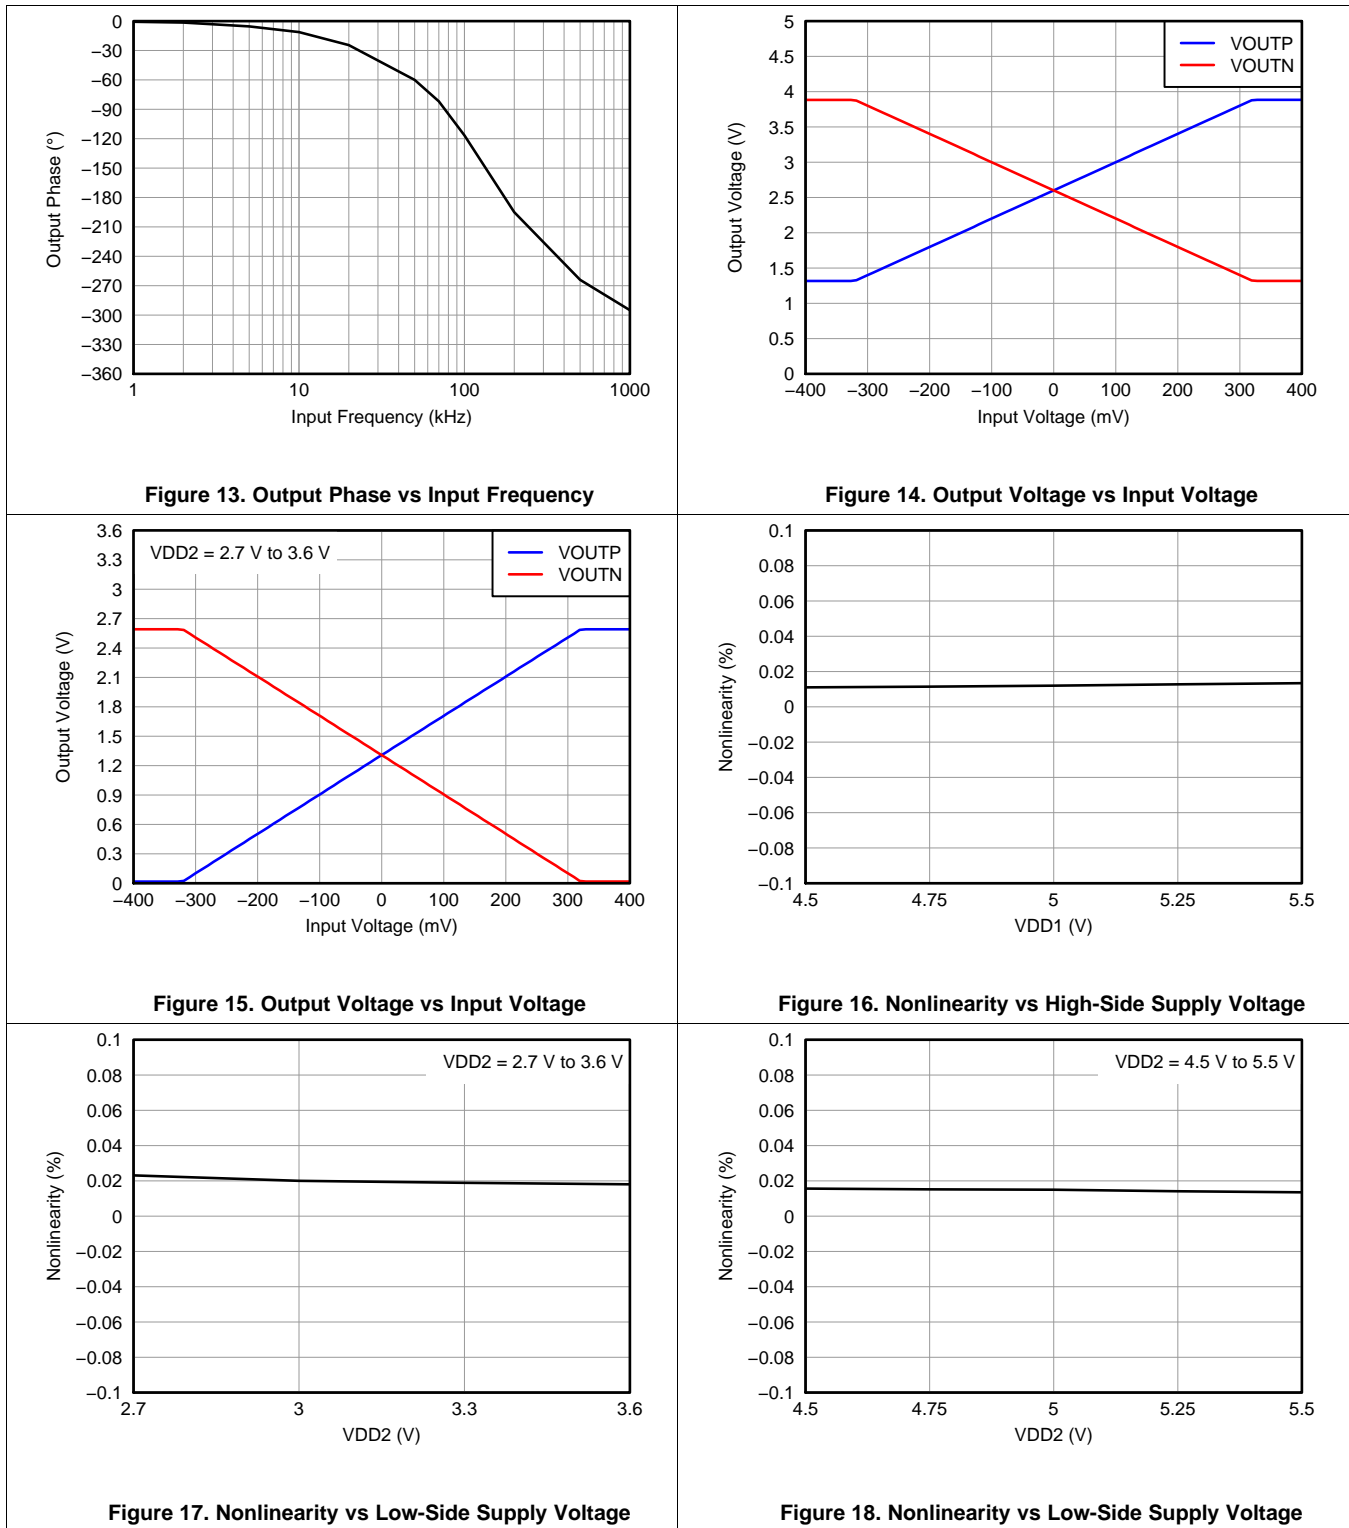 0
−30
−60
−90
−120
−150
−180
−210
−240
−270
−300
−330
−360
Output Phase (°)
1 10 100 1000
Input Frequency (kHz)
Figure 13. Output Phase vs Input Frequency
5
4.5
4
3.5
3
2.5
2
1.5
1
0.5
0
Output Voltage (V)
VOUTP
VOUTN
−400 −300 −200 −100 0 100 200 300 400
Input Voltage (mV)
Figure 14. Output Voltage vs Input Voltage
3.6
3.3
3
2.7
2.4
2.1
1.8
1.5
1.2
0.9
0.6
0.3
0
Output Voltage (V)
VDD2 = 2.7 V to 3.6 V
VOUTP
VOUTN
−400 −300 −200 −100 0 100 200 300 400
Input Voltage (mV)
Figure 15. Output Voltage vs Input Voltage
0.1
0.08
0.06
0.04
0.02
0
−0.02
−0.04
−0.06
−0.08
−0.1
Nonlinearity (%)
4.5 4.75 5 5.25 5.5
VDD1 (V)
Figure 16. Nonlinearity vs High-Side Supply Voltage
0.1
0.08
0.06
0.04
0.02
0
−0.02
−0.04
−0.06
−0.08
−0.1
Nonlinearity (%)
VDD2 = 2.7 V to 3.6 V
2.7 3 3.3 3.6
VDD2 (V)
Figure 17. Nonlinearity vs Low-Side Supply Voltage
0.1
0.08
0.06
0.04
0.02
0
−0.02
−0.04
−0.06
−0.08
−0.1
Nonlinearity (%)
VDD2 = 4.5 V to 5.5 V
4.5 4.75 5 5.25 5.5
VDD2 (V)
Figure 18. Nonlinearity vs Low-Side Supply Voltage